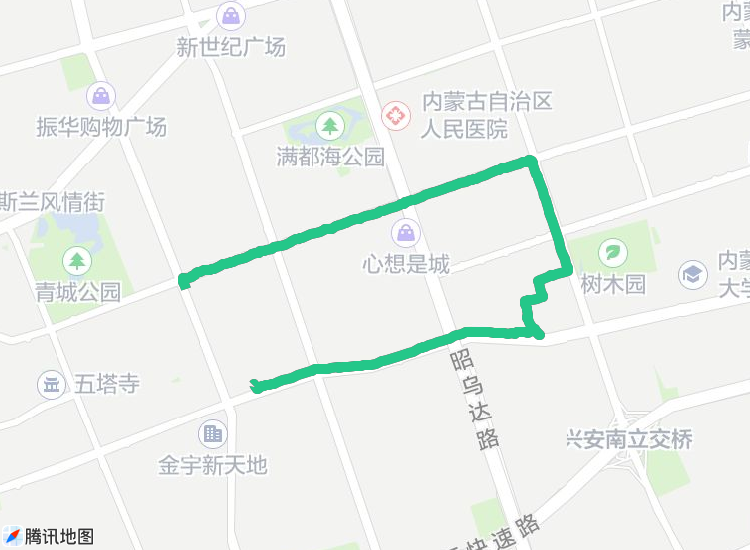 新世纪广场
振华购物广场
内蒙古自治区
人民医院
满都海公园
斯兰风情街
心想是城
青城公园
树木园
内蒙
大学
五塔寺
昭乌达路
金宇新天地
兴安南立交桥
快速路
腾讯地图